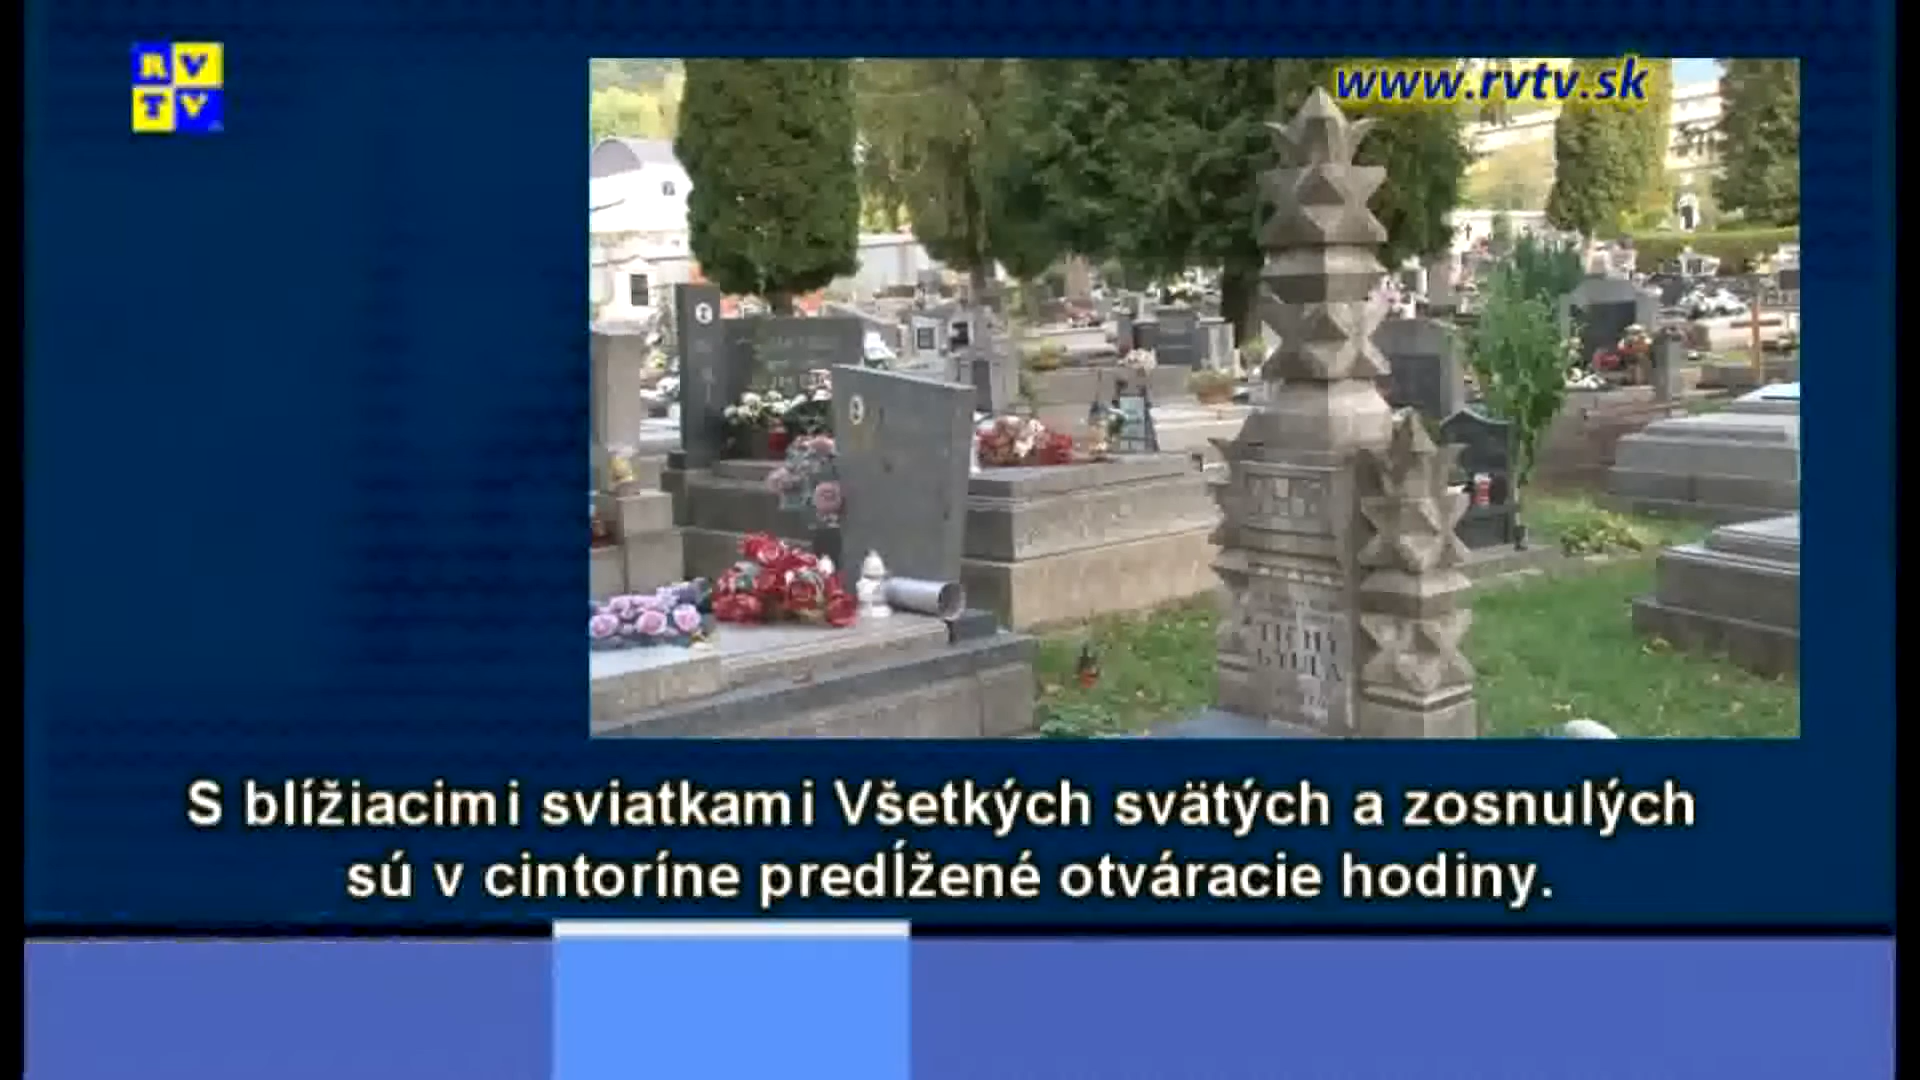 RV
TV
www.rvtv.sk
S blížiacimi sviatkami Všetkých svätých a zosnulých
sú v cintoríne predĺžené otváracie hodiny.